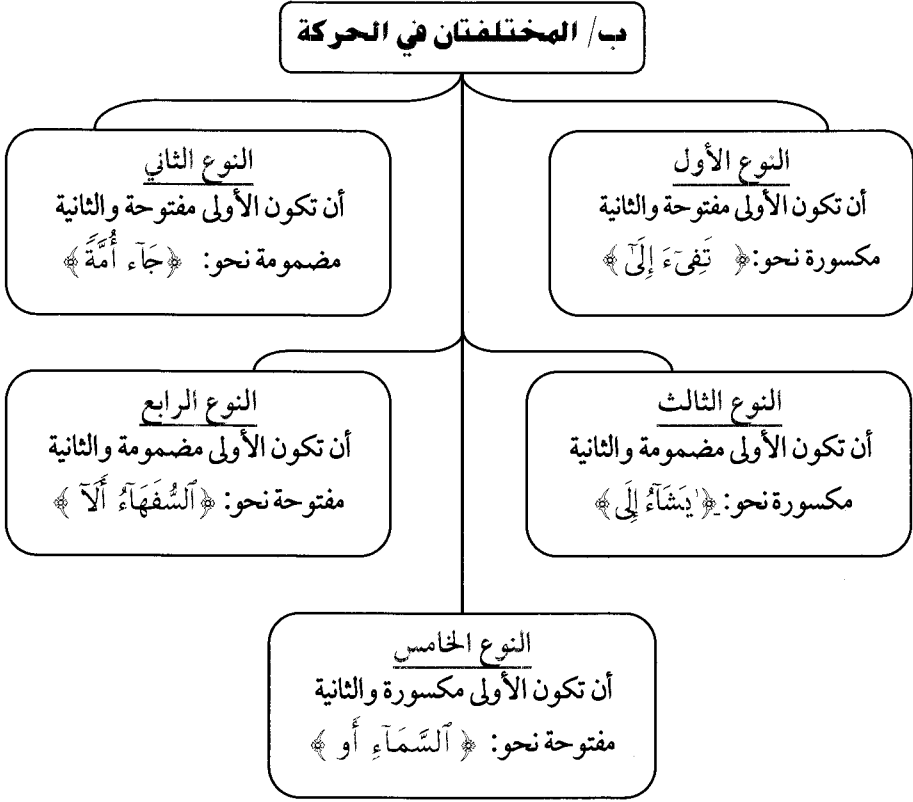 ب/ المختلفتان في الحركة
النوع الأول
أن تكون الأولى مفتوحة والثانية
مكسورة نحو: ﴿ تَفِيٓءَ إِلَىٰٓ ﴾
النوع الثاني
أن تكون الأولى مفتوحة والثانية
مضمومة نحو: ﴿جَآءَ أُمَّةً﴾
النوع الثالث
أن تكون الأولى مضمومة والثانية
مكسورة نحو: ﴿يَشَآءُ إِلَى﴾
النوع الرابع
أن تكون الأولى مضمومة والثانية
مفتوحة نحو: ﴿ٱلسُّفَهَآءُ أَلَآ ﴾
النوع الخامس
أن تكون الأولى مكسورة والثانية
مفتوحة نحو: ﴿ ٱلسَّمَآءِ أَو ﴾